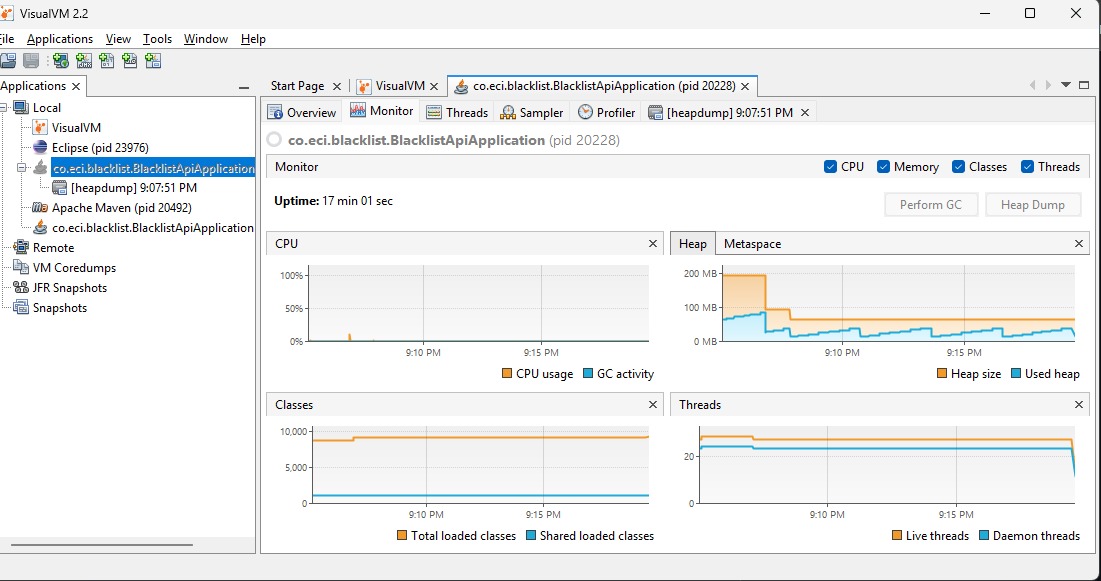 VisualVM 2.2
File Applications View Tools Window Help
Applications
Local
VisualVM
Eclipse (pid 23976)
co.eci.blacklist.BlacklistApiApplication
[heapdump] 9:07:51 PM
Apache Maven (pid 20492)
co.eci.blacklist.BlacklistApiApplication
Remote
VM Coredumps
JFR Snapshots
Snapshots
Start Page VisualVM co.eci.blacklist.BlacklistApiApplication (pid 20228)
Overview Monitor Threads Sampler Profiler [heapdump] 9:07:51 PM
co.eci.blacklist.BlacklistApiApplication (pid 20228)
Monitor CPU Memory Classes Threads
Uptime: 17 min 01 sec
Perform GC Heap Dump
CPU
100%
50%
0%
9:10 PM 9:15 PM
CPU usage GC activity
Heap Metaspace
200 MB
100 MB
0 MB
9:10 PM 9:15 PM
Heap size Used heap
Classes
10,000
5,000
0
9:10 PM 9:15 PM
Total loaded classes Shared loaded classes
Threads
20
0
9:10 PM 9:15 PM
Live threads Daemon threads